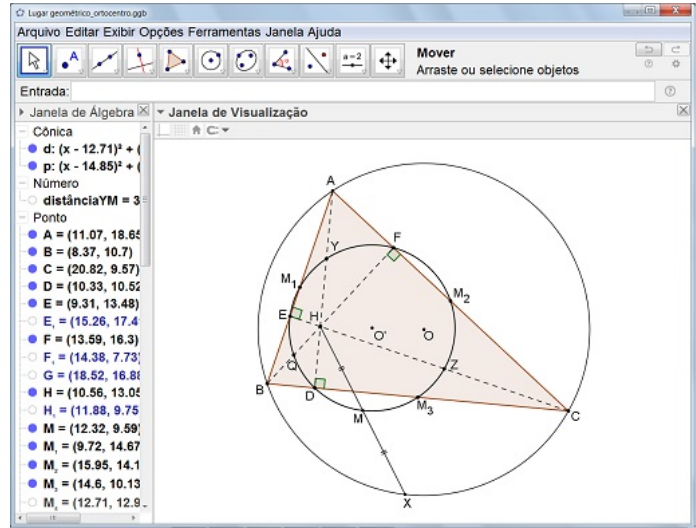 Lugar geométrico_ortocentro.ggb
Arquivo Editar Exibir Opções Ferramentas Janela Ajuda
A
a=2
Mover
Arraste ou selecione objetos
Entrada:
Janela de Álgebra
Janela de Visualização
Cônica
d: (x - 12.71)² + (
p: (x - 14.85)² + (
Número
distânciaYM = 3
Ponto
A = (11.07, 18.65
B = (8.37, 10.7)
C = (20.82, 9.57)
D = (10.33, 10.52
E = (9.31, 13.48)
E₁ = (15.26, 17.4
F = (13.59, 16.3)
F₁ = (14.38, 7.73)
G = (18.52, 16.88
H = (10.56, 13.05
H₁ = (11.88, 9.75
M = (12.32, 9.59)
M₁ = (9.72, 14.67
M₂ = (15.95, 14.1
M₃ = (14.6, 10.13
M₄ = (12.71, 12.9
A
Y
F
M₁
M₂
E
H
O'
O
Q
Z
B
D
M
M₃
C
X